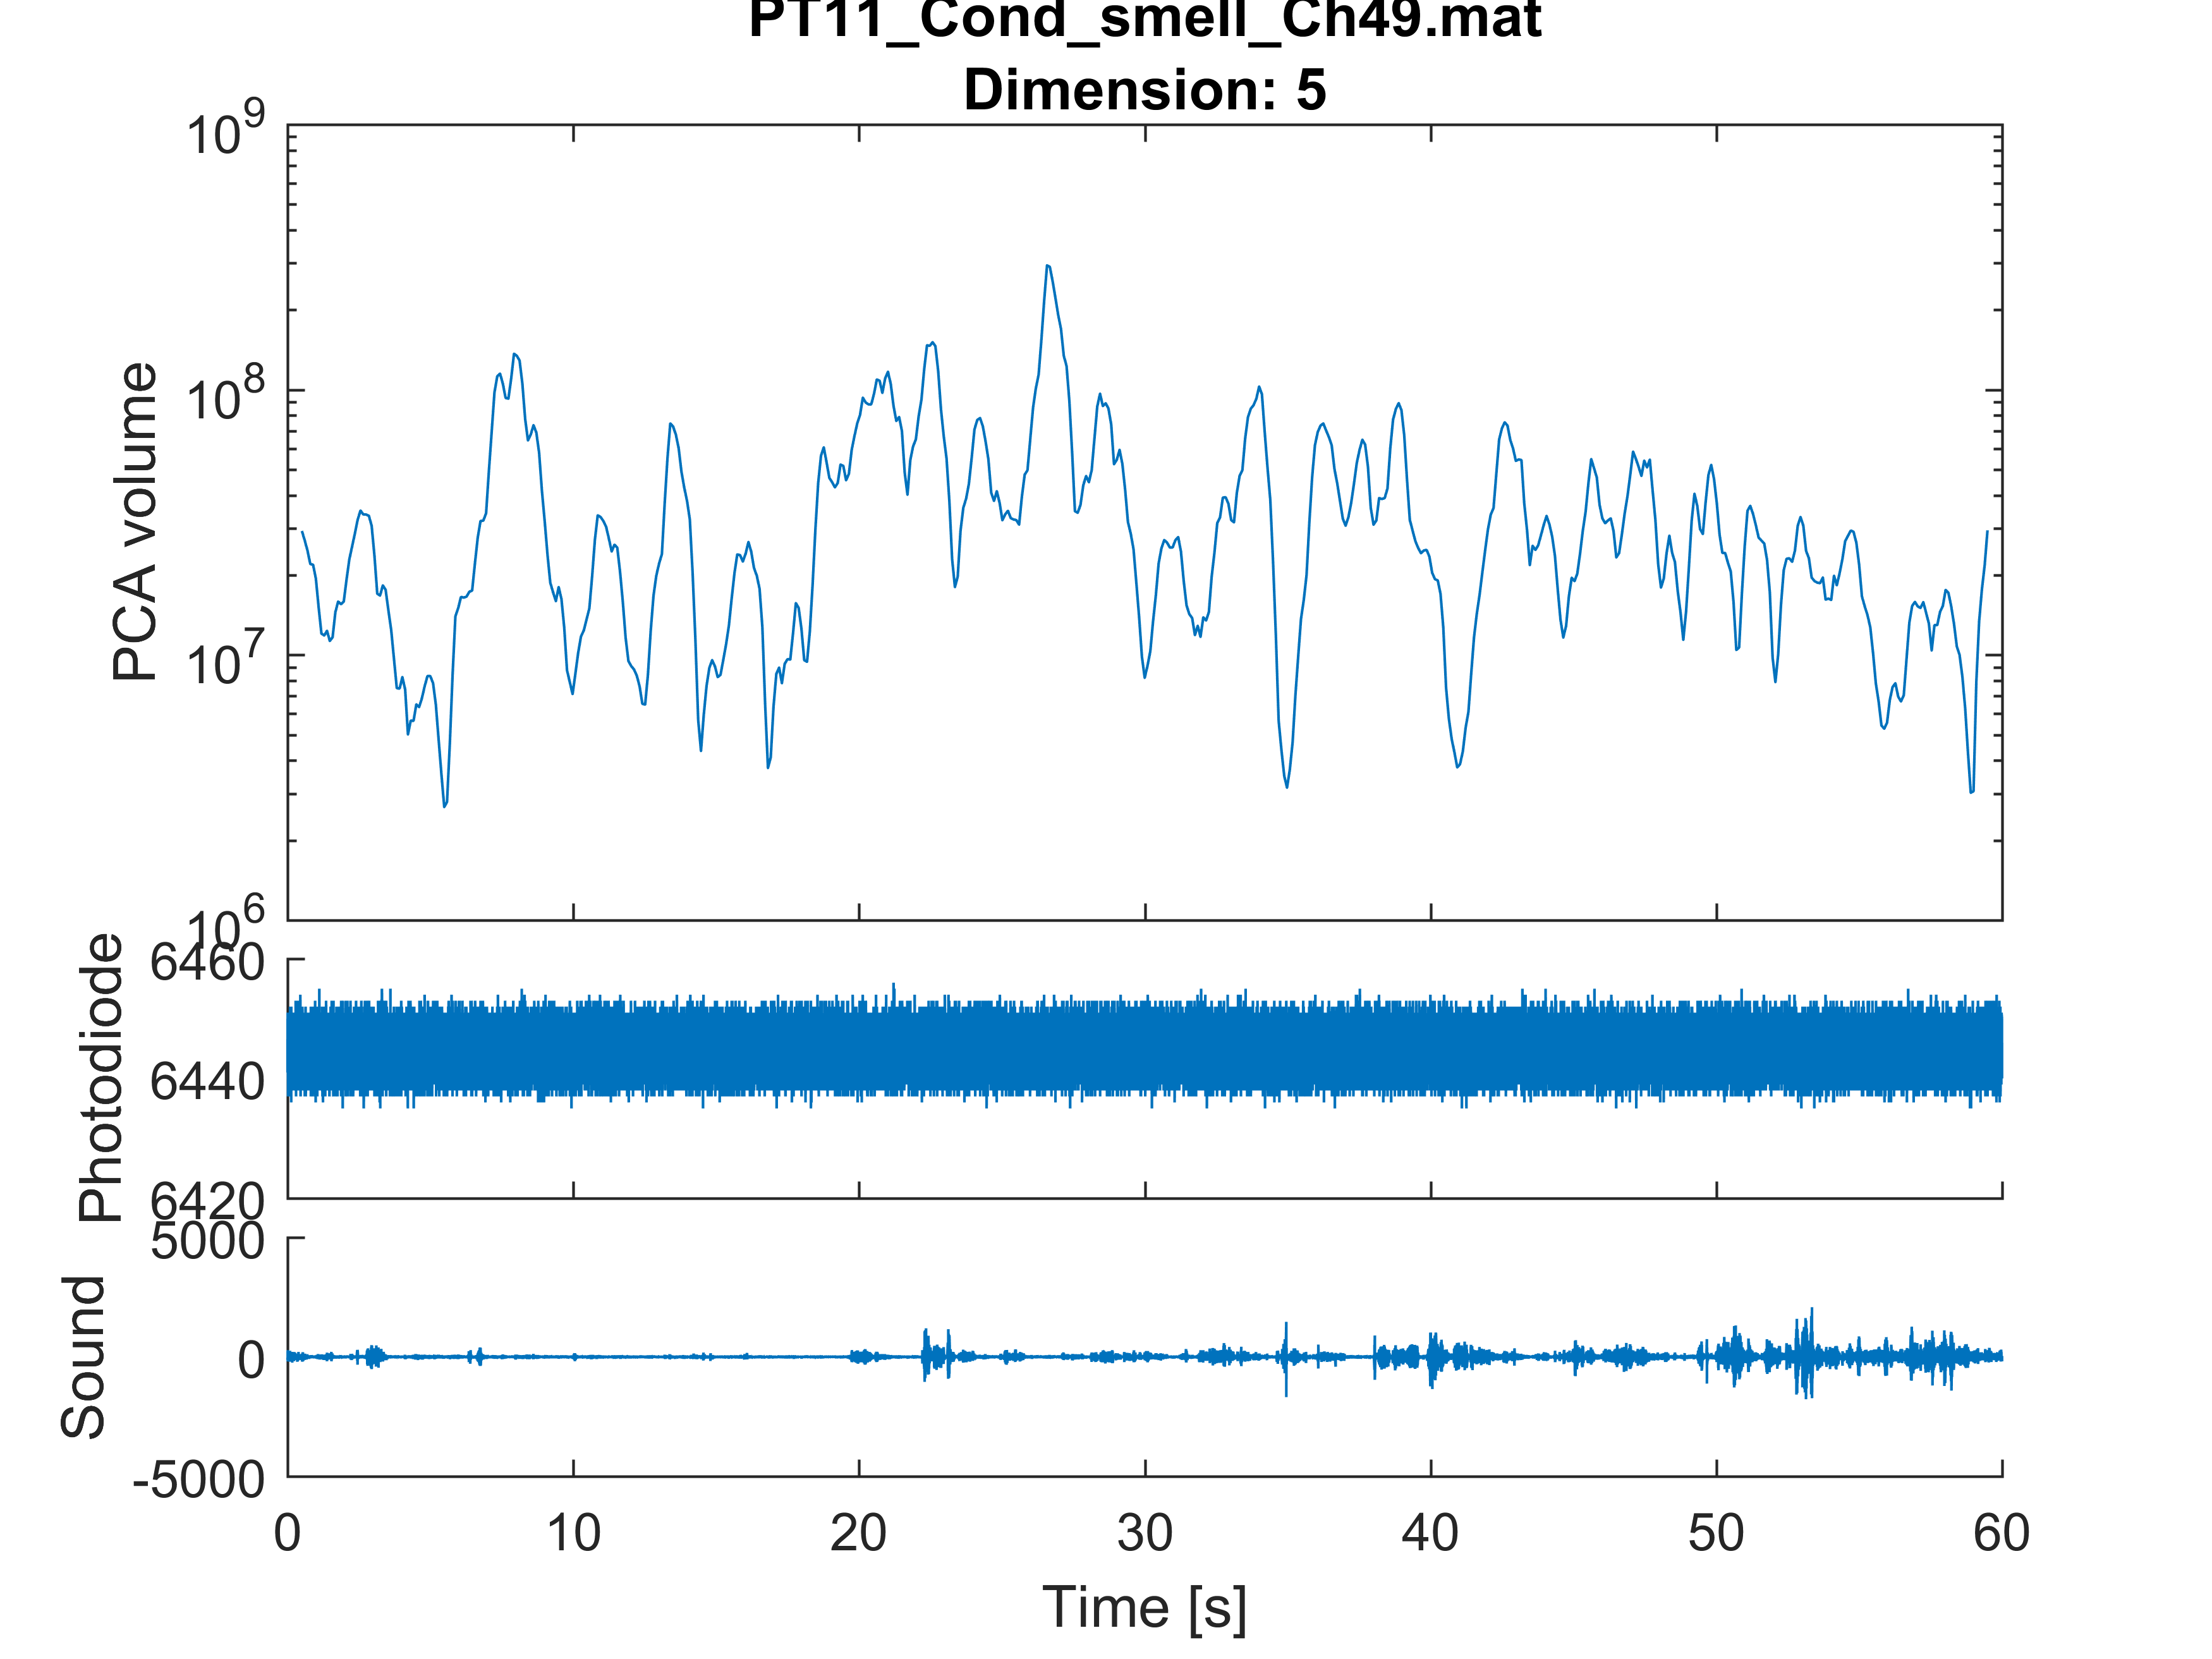 PT11_Cond_smell_Ch49.mat
Dimension: 5
10^9
10^8
10^7
10^6
PCA volume
6460
6440
6420
Photodiode
5000
0
-5000
Sound
0 10 20 30 40 50 60
Time [s]